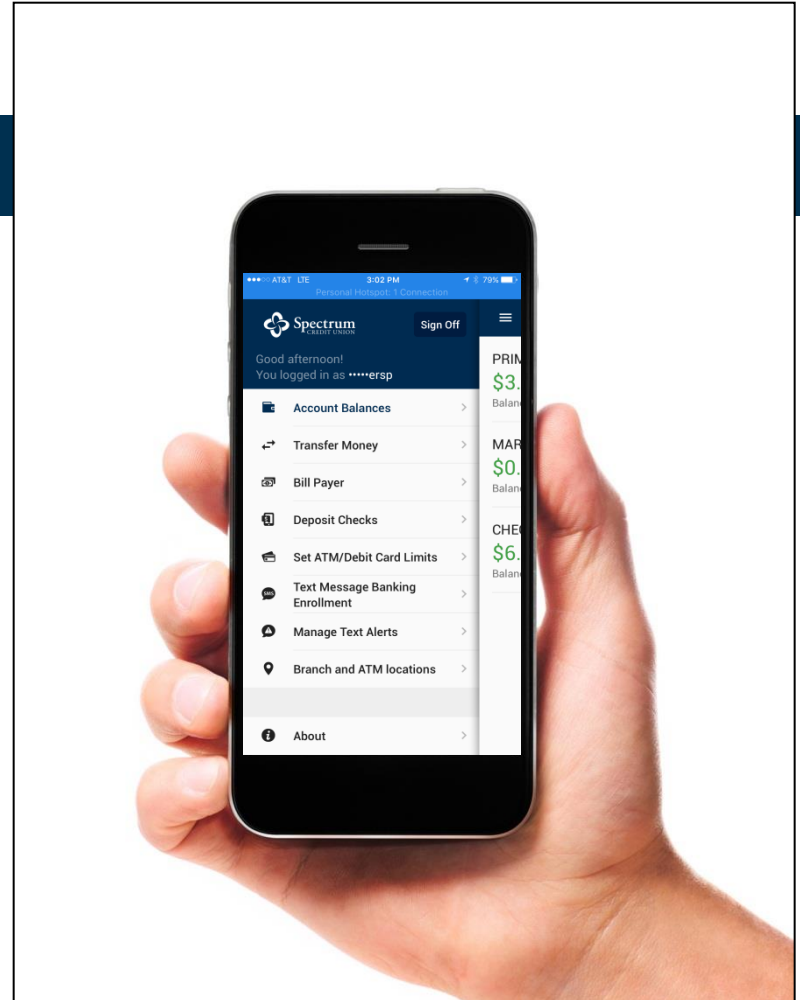 AT&T LTE 3:02 PM 79%
Personal Hotspot: 1 Connection
Spectrum
CREDIT UNION
Sign Off
Good afternoon!
You logged in as •••••ersp
Account Balances
Transfer Money
Bill Payer
Deposit Checks
Set ATM/Debit Card Limits
SMS
Text Message Banking
Enrollment
Manage Text Alerts
Branch and ATM locations
About
PRIM
$3.
Balan
MAR
$0.
Balan
CHE
$6.
Balan